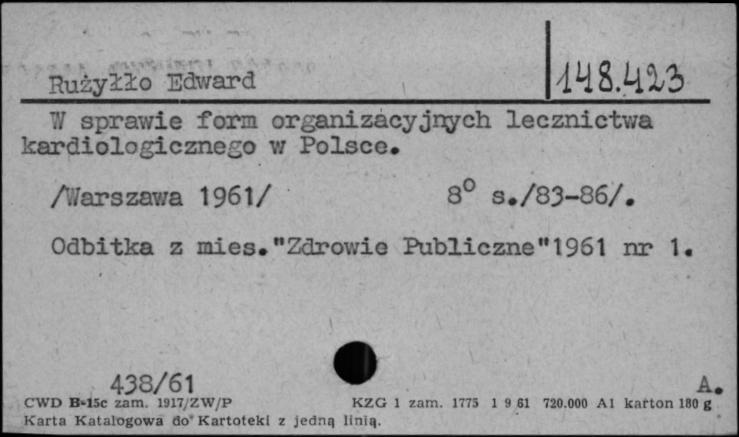 Rużyłło Edward
148.423
W sprawie form organizacyjnych lecznictwa
kardiologicznego w Polsce.
/Warszawa 1961/ 8° s./83-86/.
Odbitka z mies."Zdrowie Publiczne"1961 nr 1.
438/61 A.
CWD B-15c zam. 1917/ZW/P KZG 1 zam. 1775 1 9 61 720.000 A1 karton 180 g
Karta Katalogowa do Kartoteki z jedną linią.